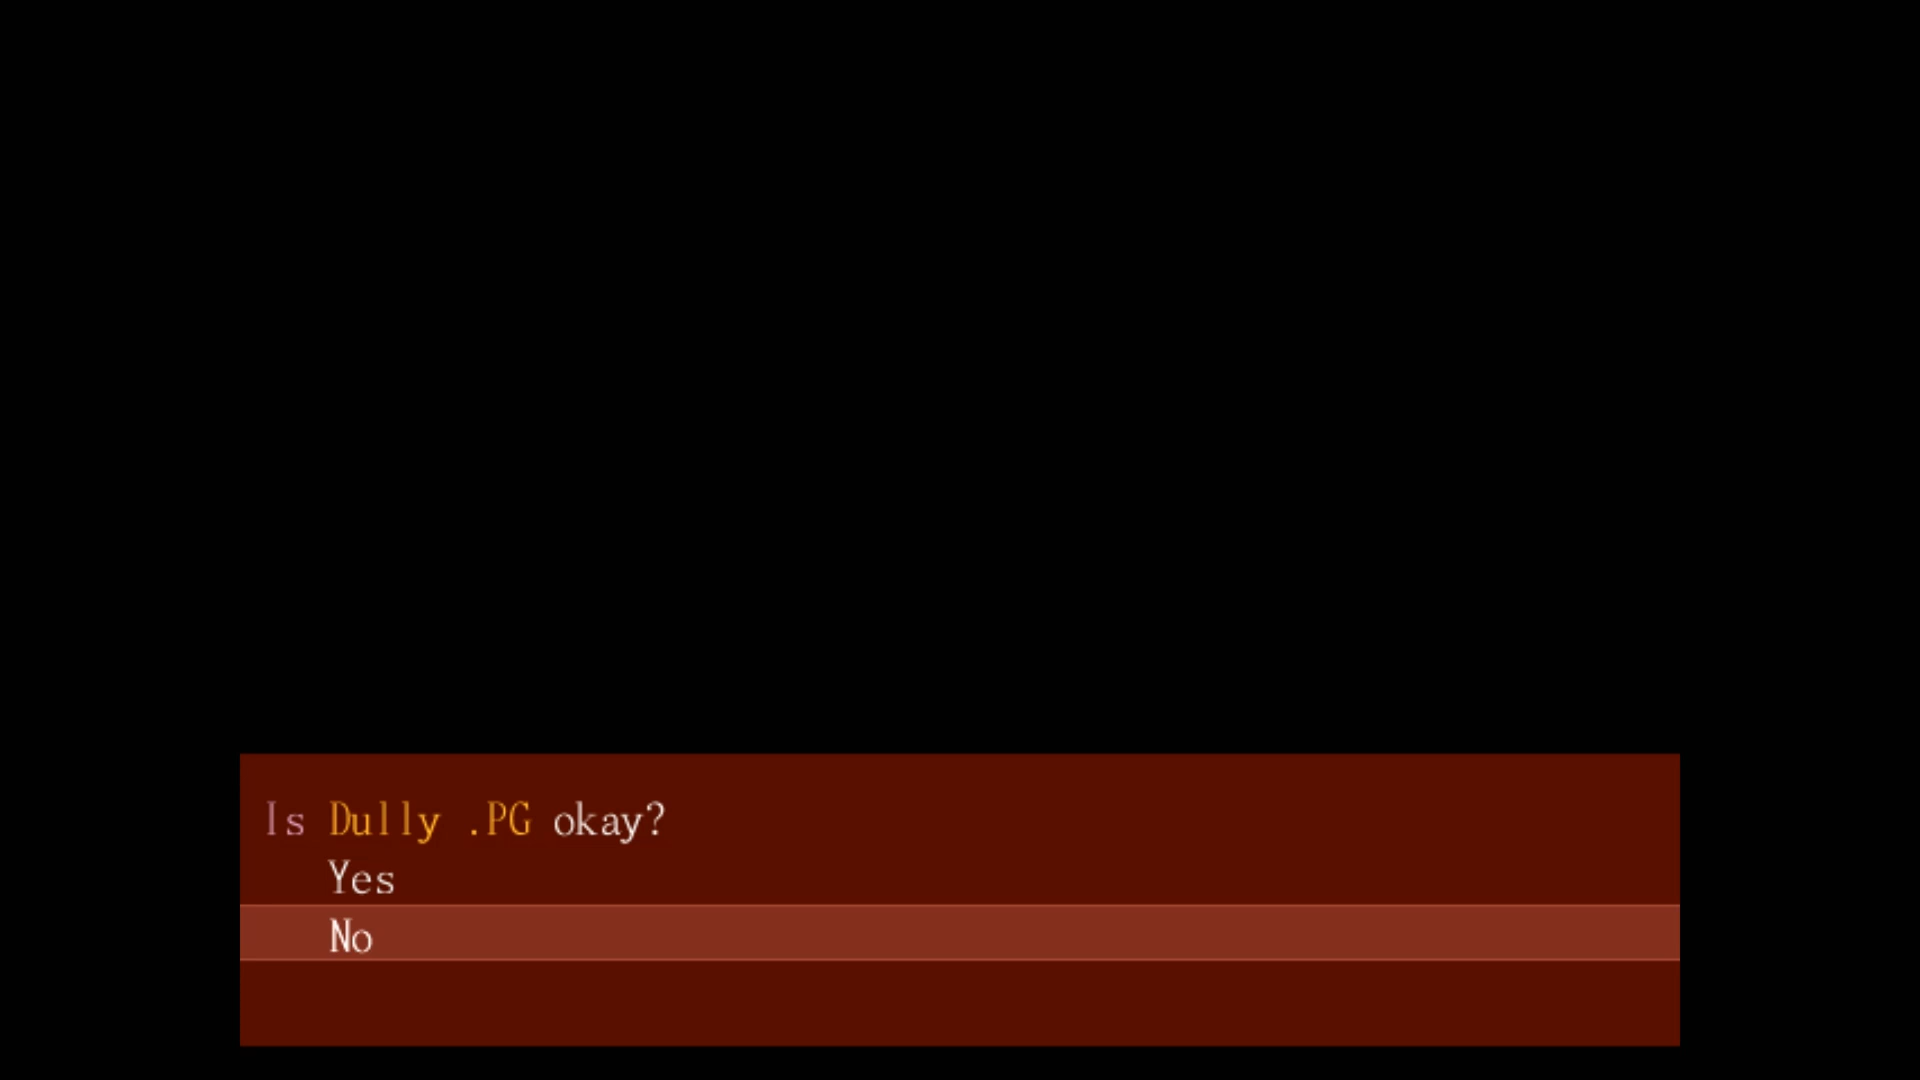 Is Dully .PG okay?
Yes
No